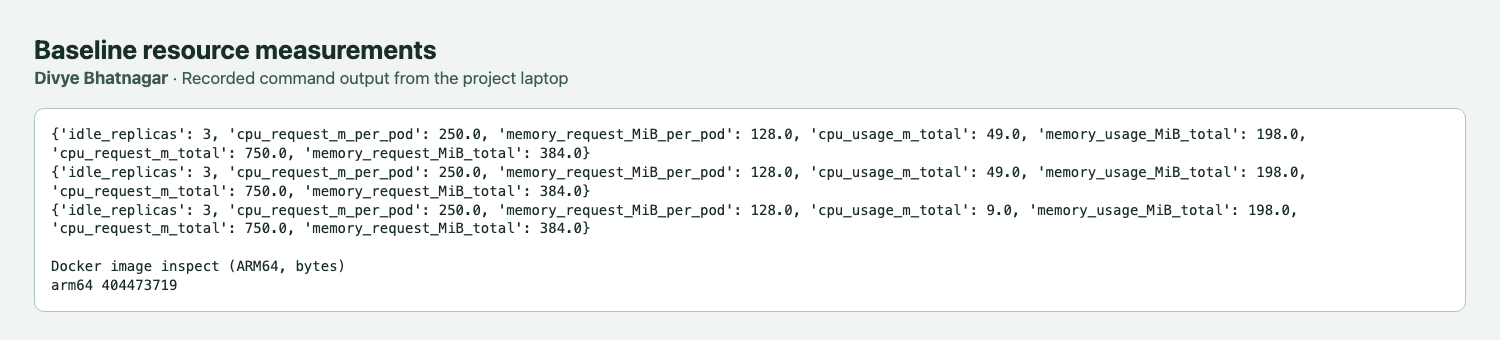 Baseline resource measurements
Divye Bhatnagar · Recorded command output from the project laptop
{'idle_replicas': 3, 'cpu_request_m_per_pod': 250.0, 'memory_request_MiB_per_pod': 128.0, 'cpu_usage_m_total': 49.0, 'memory_usage_MiB_total': 198.0,
'cpu_request_m_total': 750.0, 'memory_request_MiB_total': 384.0}
{'idle_replicas': 3, 'cpu_request_m_per_pod': 250.0, 'memory_request_MiB_per_pod': 128.0, 'cpu_usage_m_total': 49.0, 'memory_usage_MiB_total': 198.0,
'cpu_request_m_total': 750.0, 'memory_request_MiB_total': 384.0}
{'idle_replicas': 3, 'cpu_request_m_per_pod': 250.0, 'memory_request_MiB_per_pod': 128.0, 'cpu_usage_m_total': 9.0, 'memory_usage_MiB_total': 198.0,
'cpu_request_m_total': 750.0, 'memory_request_MiB_total': 384.0}
Docker image inspect (ARM64, bytes)
arm64 404473719